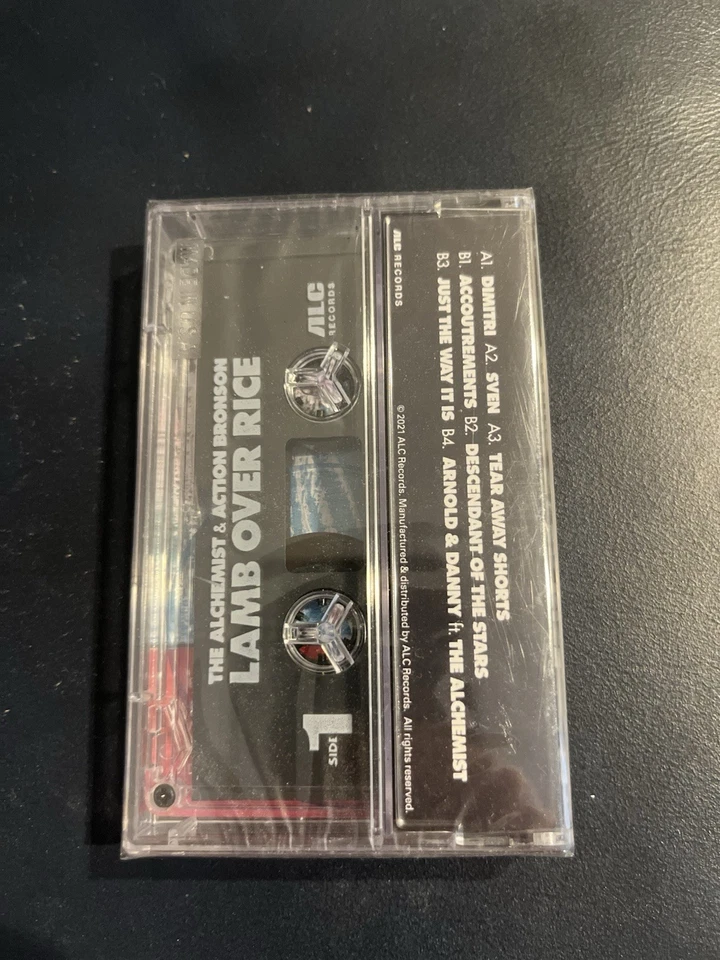 A1. DIMITRI A2. SVEN A3. TEAR AWAY SHORTS
B1. ACCOUTREMENTS B2. DESCENDANT OF THE STARS
B3. JUST THE WAY IT IS B4. ARNOLD & DANNY ft. THE ALCHEMIST
ALC RECORDS
© 2021 ALC Records. Manufactured & distributed by ALC Records. All rights reserved.
ALC
RECORDS
THE ALCHEMIST & ACTION BRONSON
LAMB OVER RICE
SIDE 1